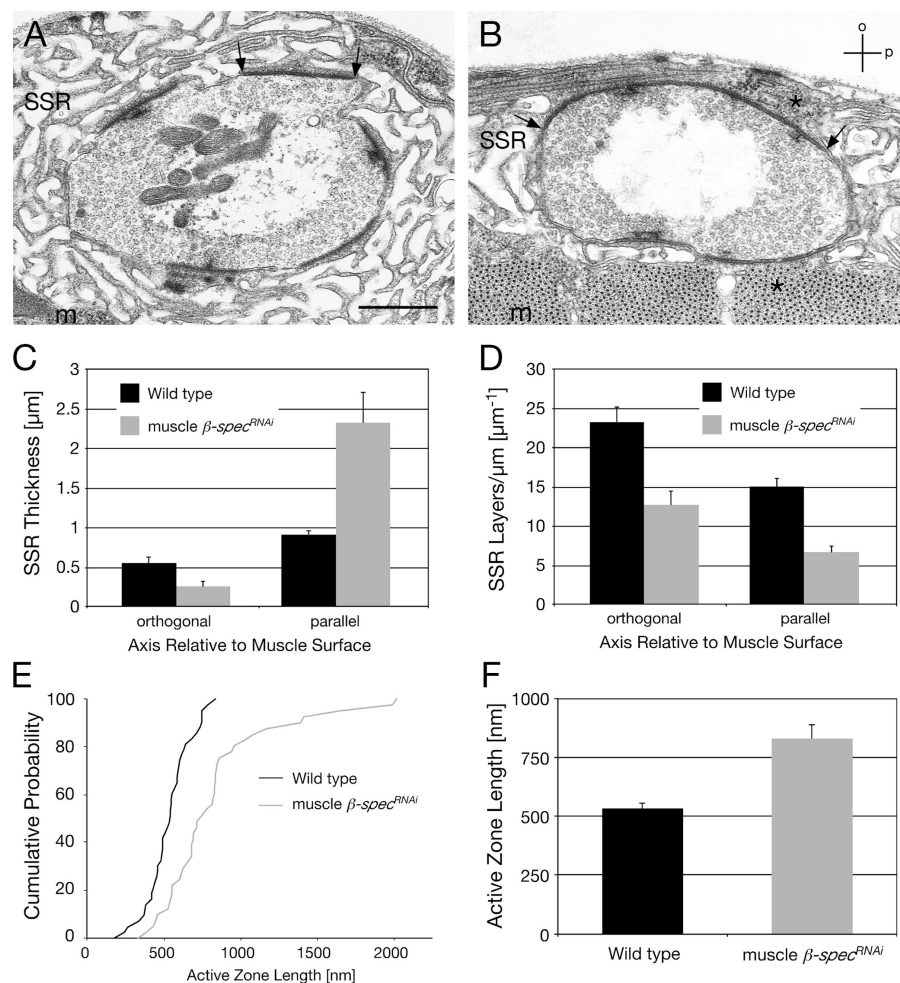 A
SSR
m
B
o
p
*
SSR
*
m
C
SSR Thickness [µm]
3
2.5
2
1.5
1
0.5
0
Wild type
muscle β-spec^RNAi
orthogonal
parallel
Axis Relative to Muscle Surface
D
SSR Layers/µm [µm⁻¹]
30
25
20
15
10
5
0
Wild type
muscle β-spec^RNAi
orthogonal
parallel
Axis Relative to Muscle Surface
E
Cumulative Probability
100
80
60
40
20
0
Wild type
muscle β-spec^RNAi
0
500
1000
1500
2000
Active Zone Length [nm]
F
Active Zone Length [nm]
1000
750
500
250
0
Wild type
muscle β-spec^RNAi